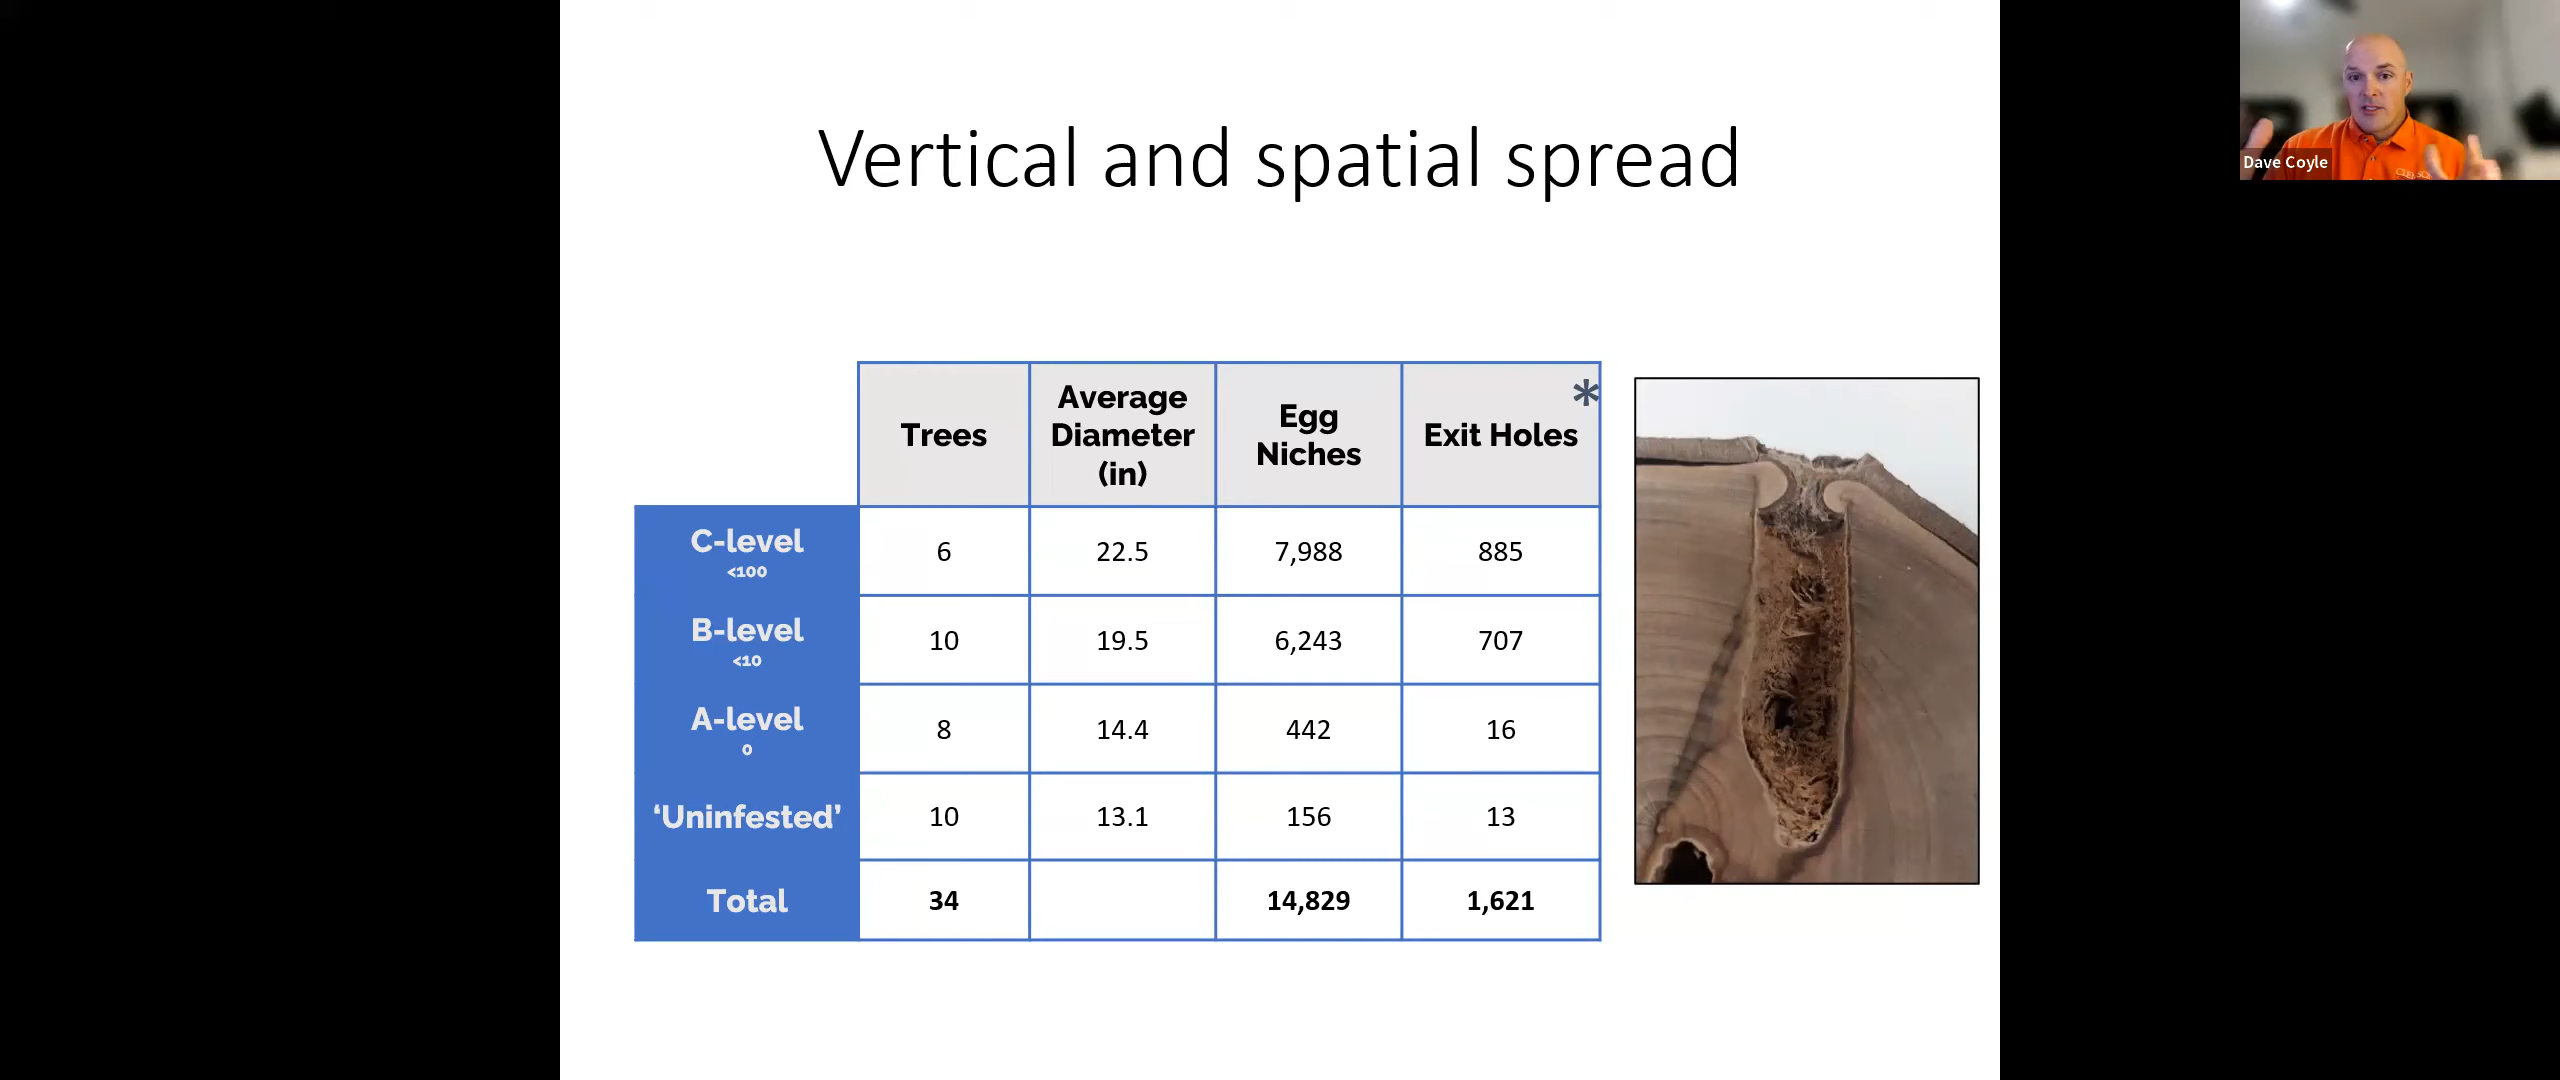 Vertical and spatial spread
Dave Coyle
Trees
Average
Diameter
(in)
Egg
Niches
Exit Holes
*
C-level
<100
6
22.5
7,988
885
B-level
<10
10
19.5
6,243
707
A-level
0
8
14.4
442
16
‘Uninfested’
10
13.1
156
13
Total
34
14,829
1,621